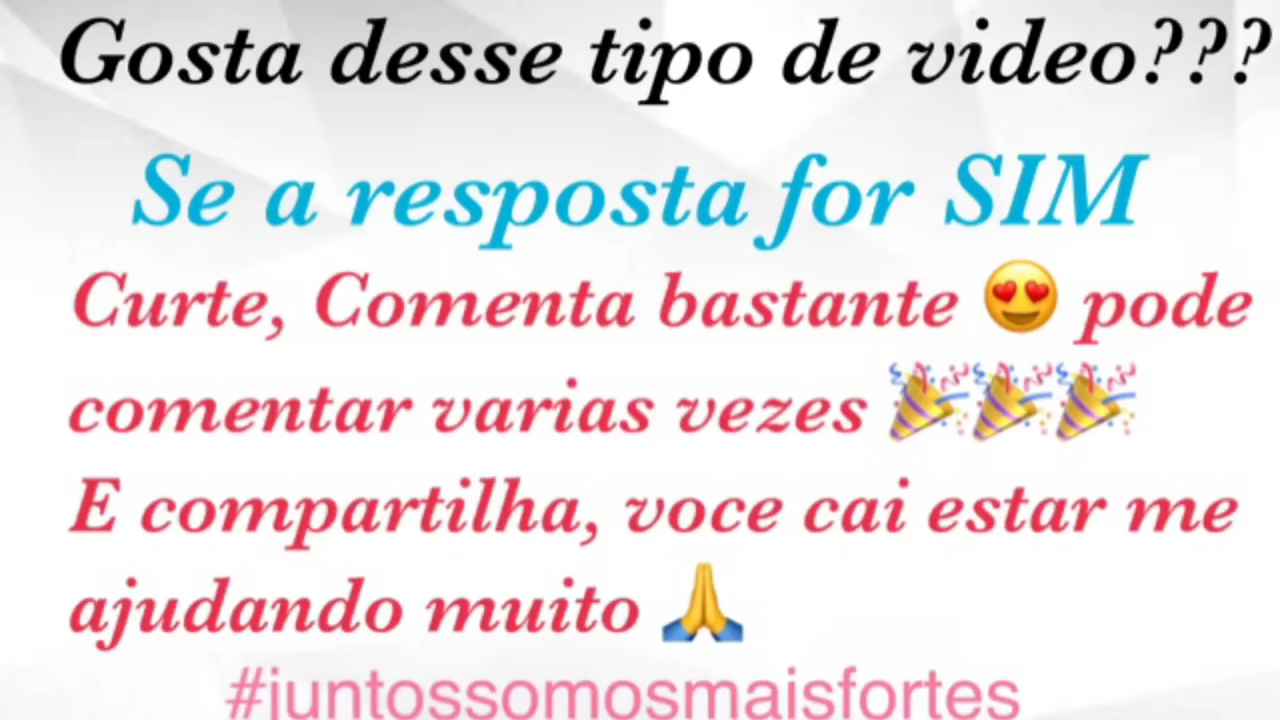 Gosta desse tipo de video???
Se a resposta for SIM
Curte, Comenta bastante 😍 pode
comentar varias vezes 🎉🎉🎉
E compartilha, voce cai estar me
ajudando muito 🙏
#juntossomosmaisfortes